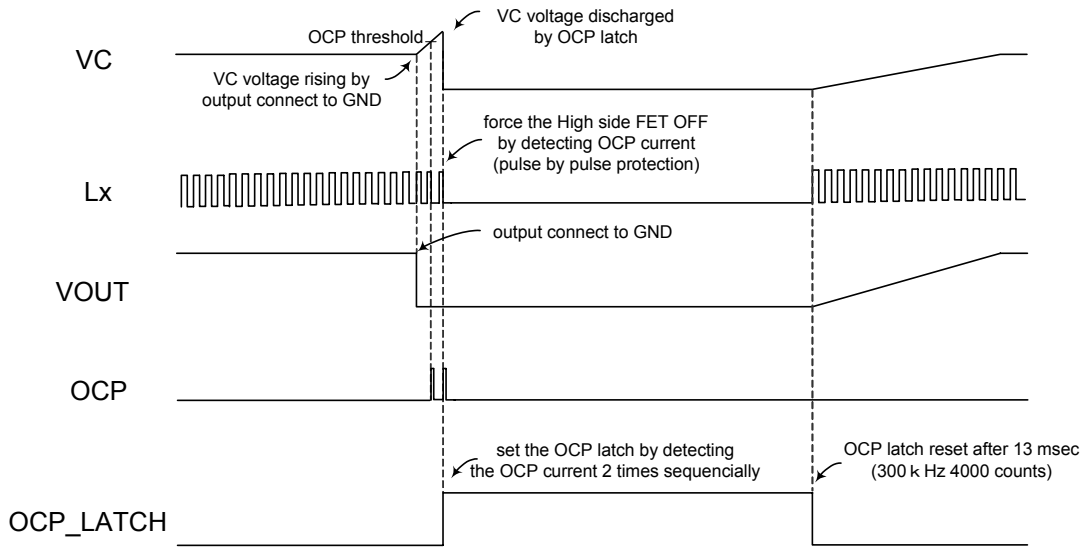 VC voltage discharged
by OCP latch
OCP threshold
VC
VC voltage rising by
output connect to GND
force the High side FET OFF
by detecting OCP current
(pulse by pulse protection)
Lx
output connect to GND
VOUT
OCP
set the OCP latch by detecting
the OCP current 2 times sequencially
OCP latch reset after 13 msec
(300 k Hz 4000 counts)
OCP_LATCH